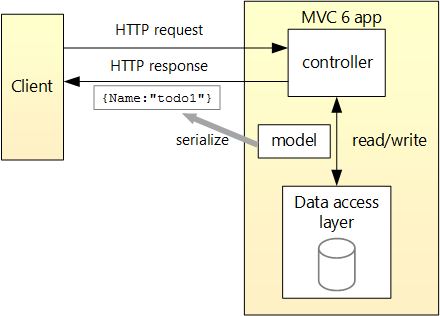 MVC 6 app
HTTP request
controller
HTTP response
Client
{Name:"todo1"}
serialize
model
read/write
Data access
layer